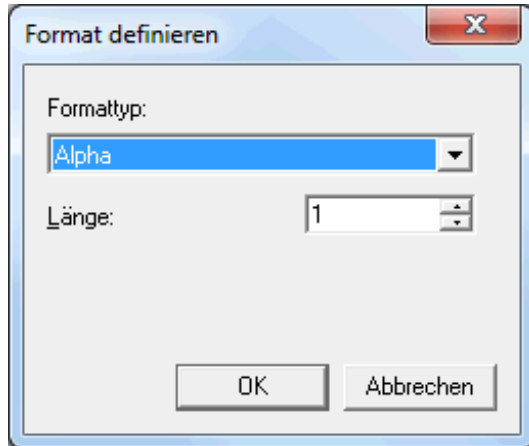 Format definieren
Formattyp:
Alpha
Länge:
1
OK
Abbrechen